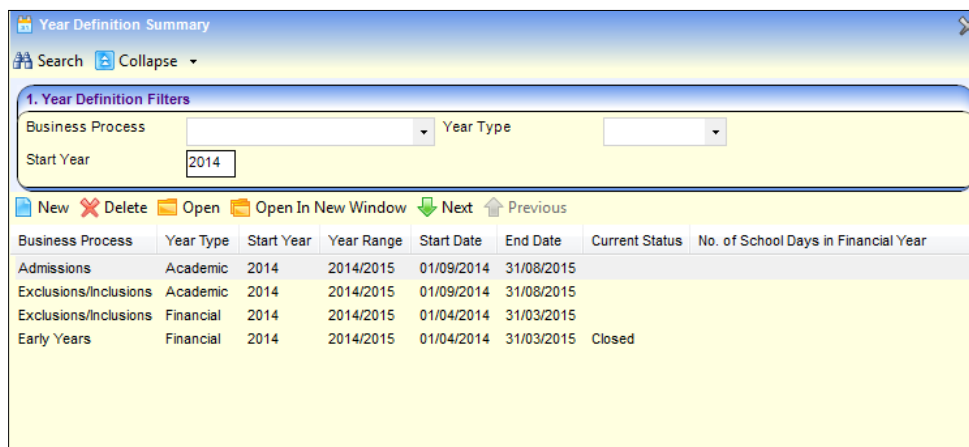 Year Definition Summary
Search Collapse
1. Year Definition Filters
Business Process Year Type
Start Year 2014
New Delete Open Open In New Window Next Previous
Business Process Year Type Start Year Year Range Start Date End Date Current Status No. of School Days in Financial Year
Admissions Academic 2014 2014/2015 01/09/2014 31/08/2015
Exclusions/Inclusions Academic 2014 2014/2015 01/09/2014 31/08/2015
Exclusions/Inclusions Financial 2014 2014/2015 01/04/2014 31/03/2015
Early Years Financial 2014 2014/2015 01/04/2014 31/03/2015 Closed